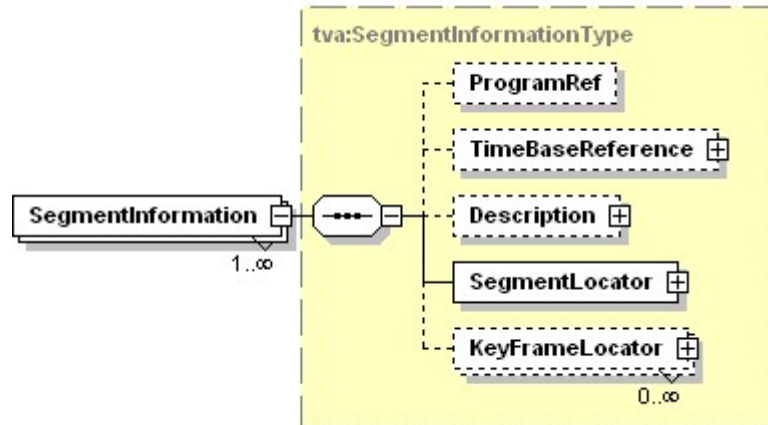 tva:SegmentInformationType
ProgramRef
TimeBaseReference
Description
SegmentInformation
1..∞
SegmentLocator
KeyFrameLocator
0..∞